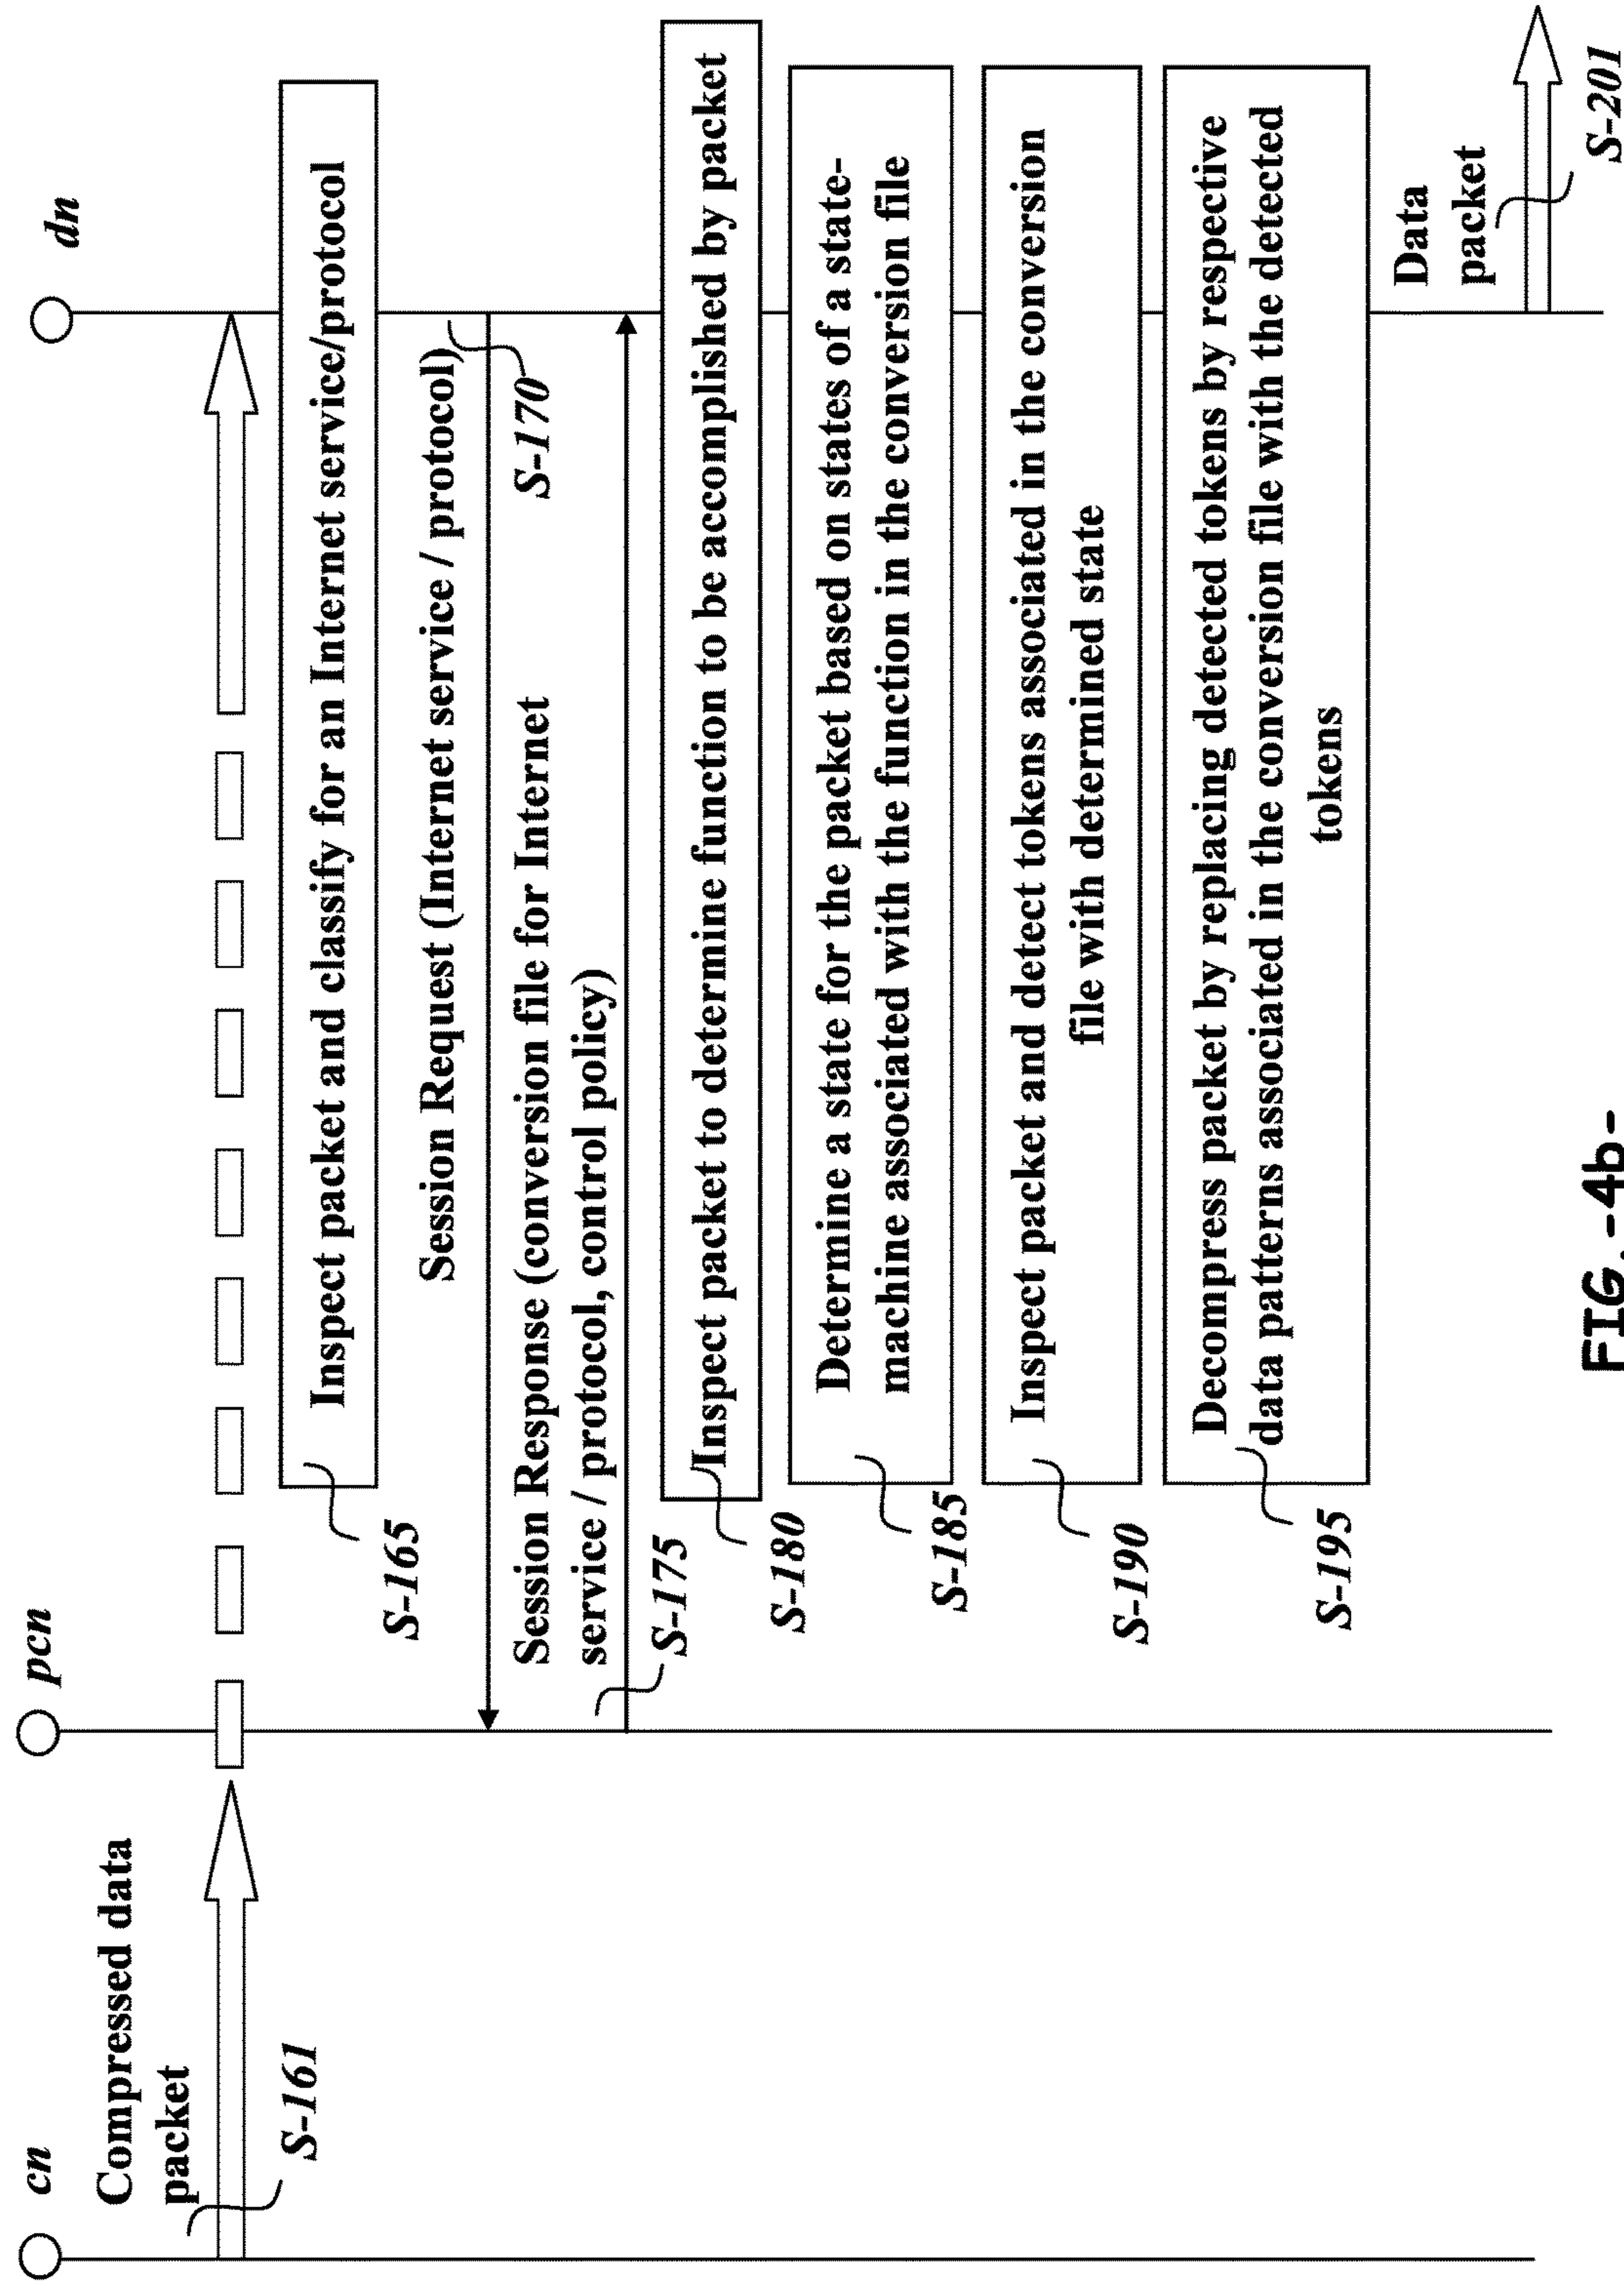 cn
pcn
dn
Compressed data
packet
S-161
Inspect packet and classify for an Internet service/protocol
S-165
Session Request (Internet service / protocol)
S-170
Session Response (conversion file for Internet
service / protocol, control policy)
S-175
Inspect packet to determine function to be accomplished by packet
S-180
Determine a state for the packet based on states of a state-
machine associated with the function in the conversion file
S-185
Inspect packet and detect tokens associated in the conversion
file with determined state
S-190
Decompress packet by replacing detected tokens by respective
data patterns associated in the conversion file with the detected
tokens
S-195
Data
packet
S-201
FIG.-4b-